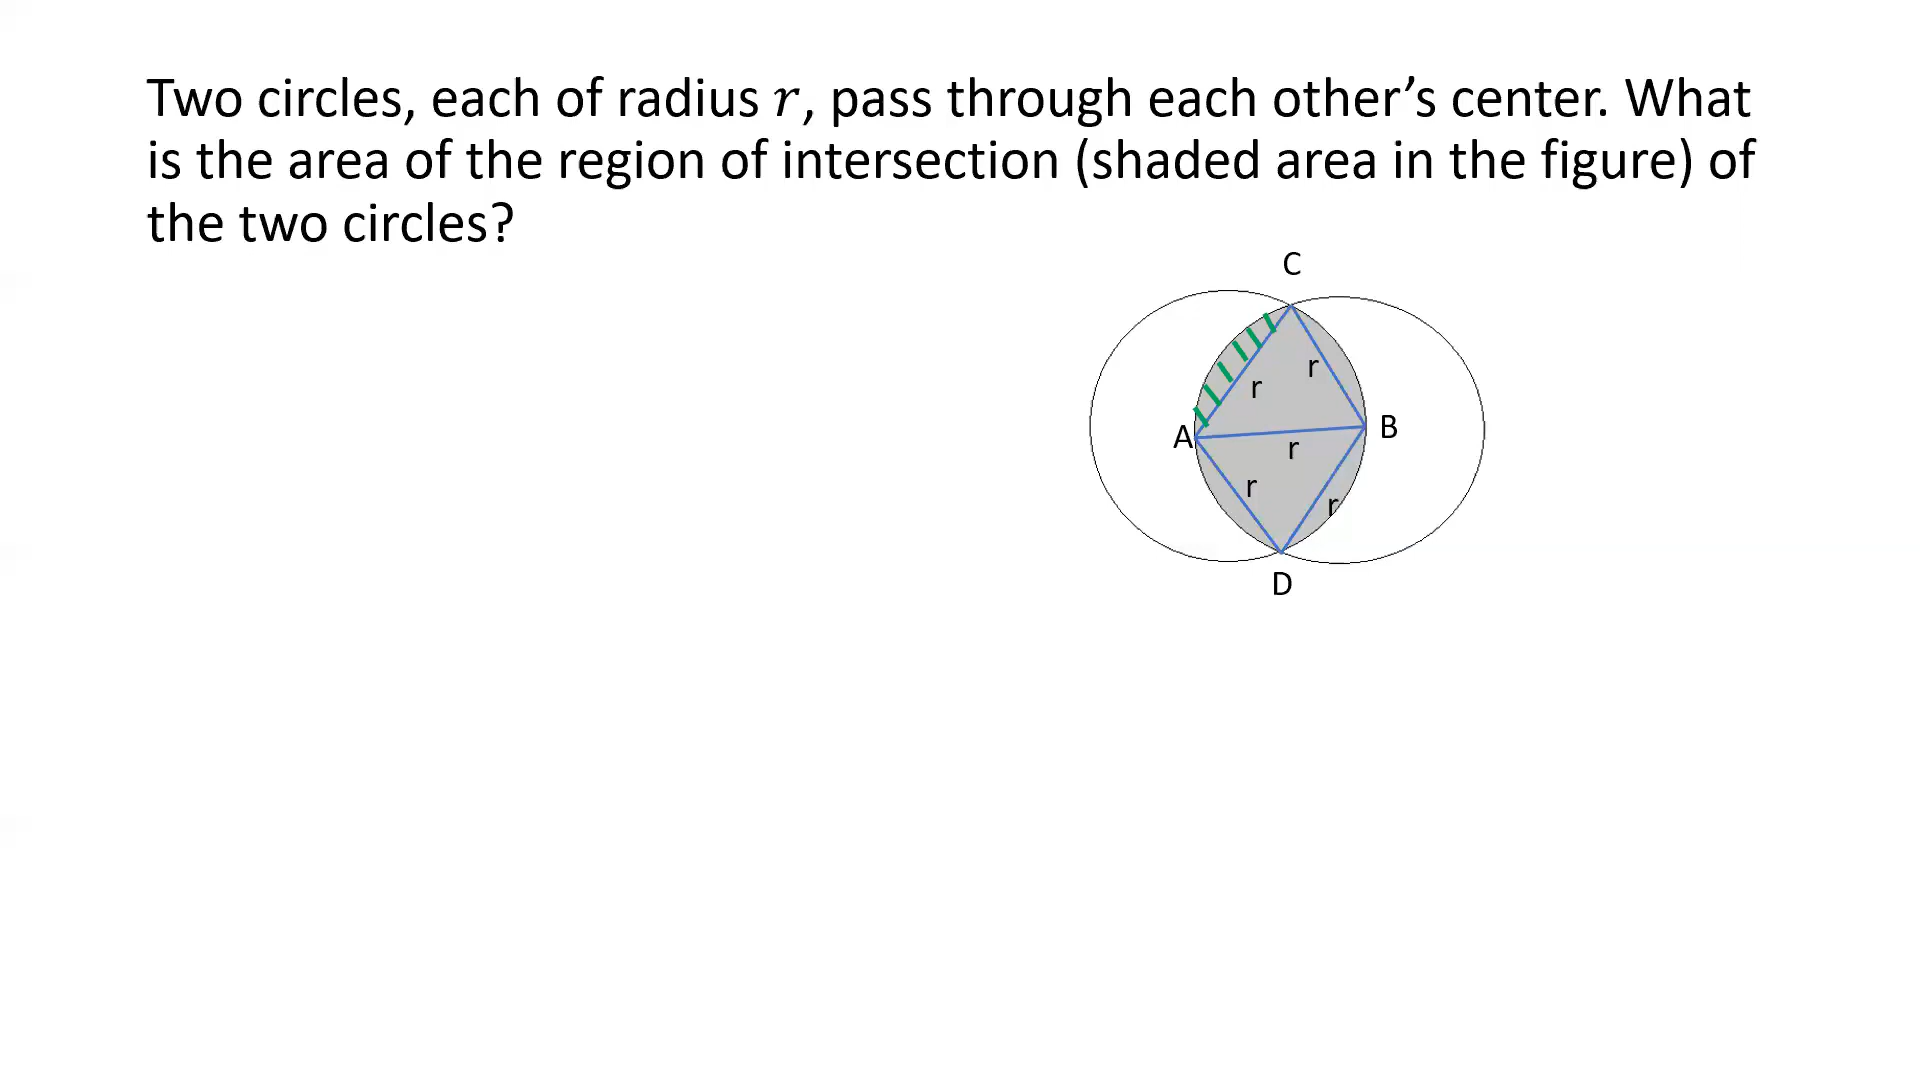 Two circles, each of radius r, pass through each other’s center. What
is the area of the region of intersection (shaded area in the figure) of
the two circles?
C
r
r
A
B
r
r
r
D